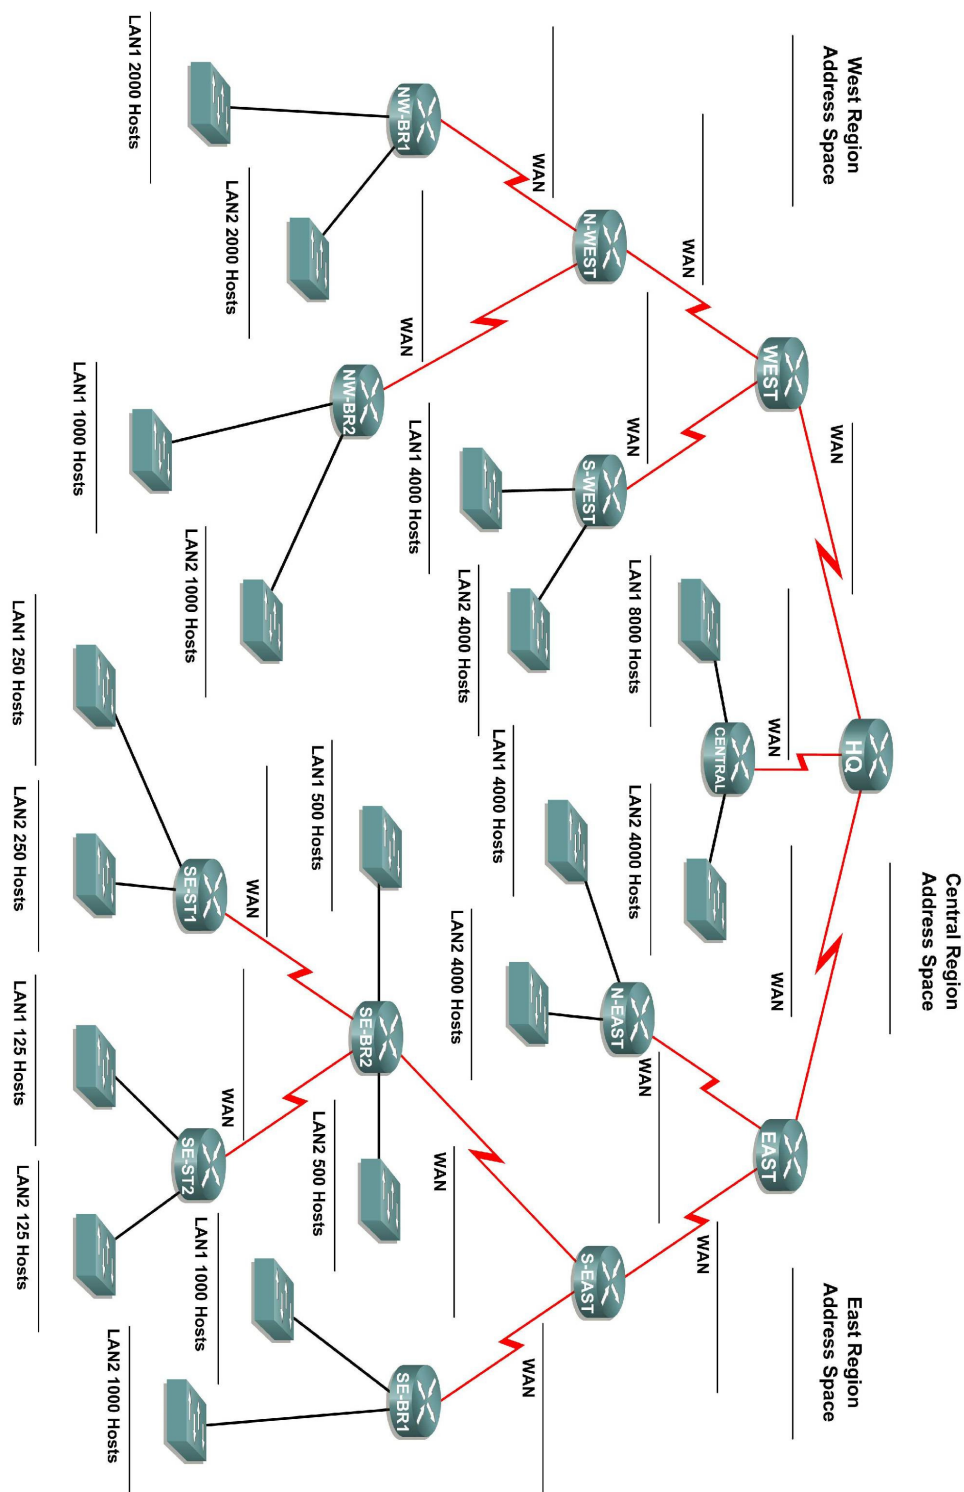 Central Region
Address Space
West Region
Address Space
East Region
Address Space
HQ
WAN
WAN
WAN
WEST
CENTRAL
EAST
LAN1 8000 Hosts
LAN2 4000 Hosts
WAN
WAN
WAN
WAN
N-WEST
S-WEST
N-EAST
S-EAST
LAN1 4000 Hosts
LAN2 4000 Hosts
LAN1 4000 Hosts
LAN2 4000 Hosts
WAN
WAN
WAN
WAN
NW-BR1
NW-BR2
SE-BR2
SE-BR1
LAN1 2000 Hosts
LAN2 2000 Hosts
LAN1 1000 Hosts
LAN2 1000 Hosts
LAN1 500 Hosts
LAN2 500 Hosts
LAN1 1000 Hosts
LAN2 1000 Hosts
WAN
WAN
SE-ST1
SE-ST2
LAN1 250 Hosts
LAN2 250 Hosts
LAN1 125 Hosts
LAN2 125 Hosts